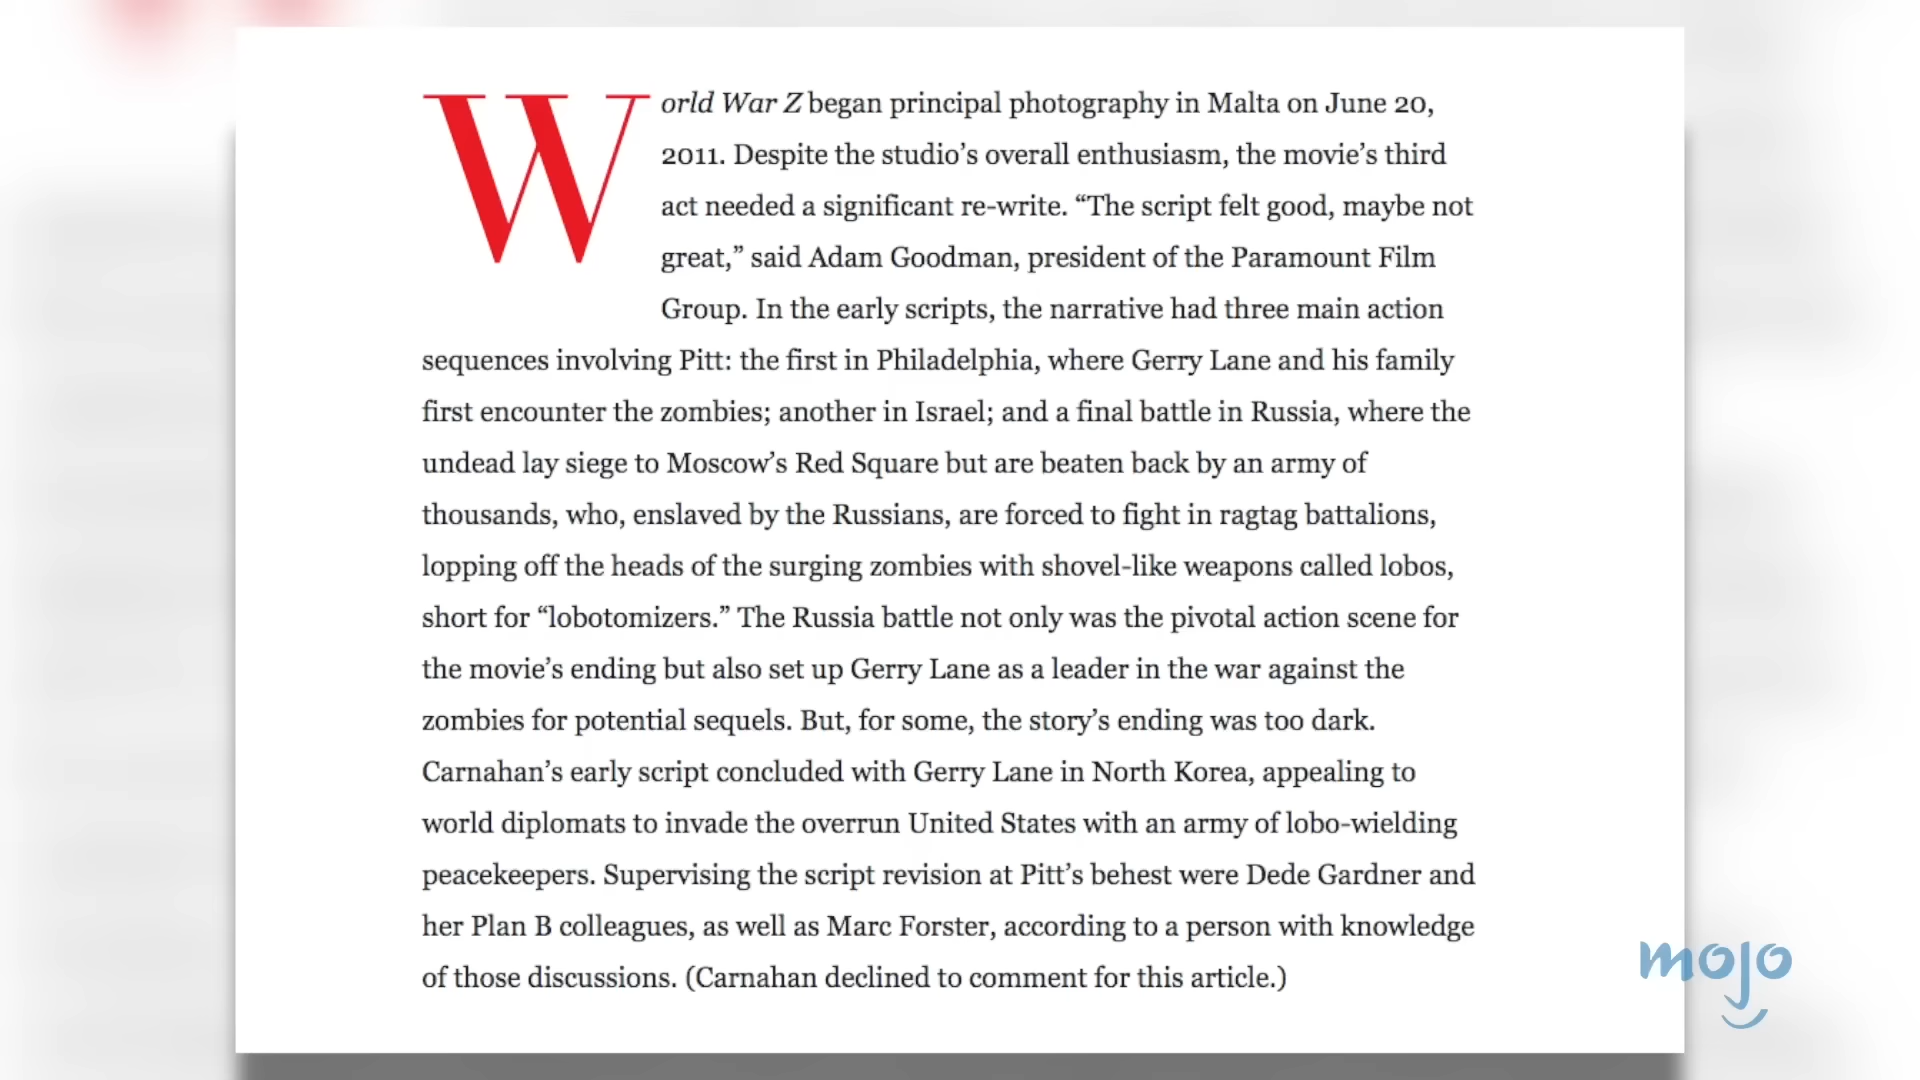 World War Z began principal photography in Malta on June 20,
2011. Despite the studio’s overall enthusiasm, the movie’s third
act needed a significant re-write. “The script felt good, maybe not
great,” said Adam Goodman, president of the Paramount Film
Group. In the early scripts, the narrative had three main action
sequences involving Pitt: the first in Philadelphia, where Gerry Lane and his family
first encounter the zombies; another in Israel; and a final battle in Russia, where the
undead lay siege to Moscow’s Red Square but are beaten back by an army of
thousands, who, enslaved by the Russians, are forced to fight in ragtag battalions,
lopping off the heads of the surging zombies with shovel-like weapons called lobos,
short for “lobotomizers.” The Russia battle not only was the pivotal action scene for
the movie’s ending but also set up Gerry Lane as a leader in the war against the
zombies for potential sequels. But, for some, the story’s ending was too dark.
Carnahan’s early script concluded with Gerry Lane in North Korea, appealing to
world diplomats to invade the overrun United States with an army of lobo-wielding
peacekeepers. Supervising the script revision at Pitt’s behest were Dede Gardner and
her Plan B colleagues, as well as Marc Forster, according to a person with knowledge
of those discussions. (Carnahan declined to comment for this article.)
mojo